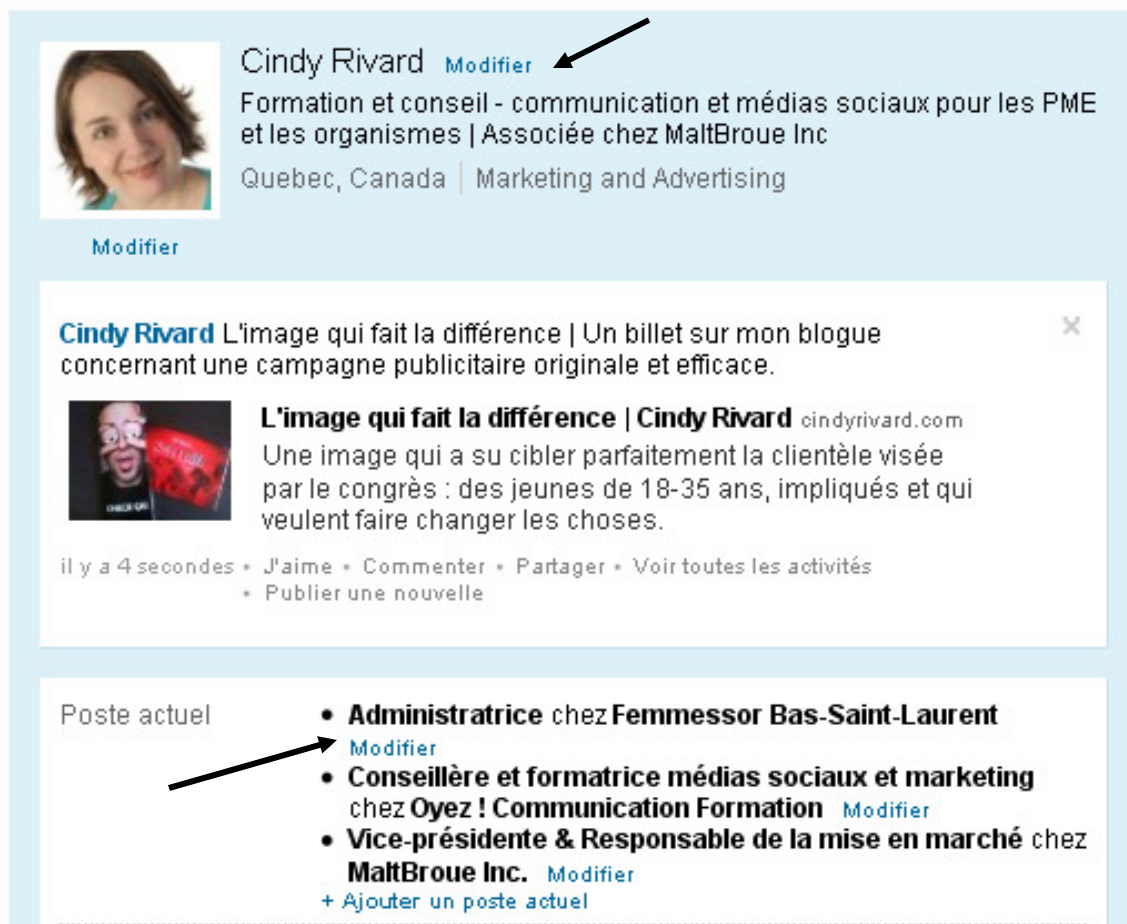 Cindy Rivard Modifier
Formation et conseil - communication et médias sociaux pour les PME
et les organismes | Associée chez MaltBroue Inc
Quebec, Canada | Marketing and Advertising
Modifier
Cindy Rivard L'image qui fait la différence | Un billet sur mon blogue
concernant une campagne publicitaire originale et efficace.
L'image qui fait la différence | Cindy Rivard cindyrivard.com
Une image qui a su cibler parfaitement la clientèle visée
par le congrès : des jeunes de 18-35 ans, impliqués et qui
veulent faire changer les choses.
il y a 4 secondes • J'aime • Commenter • Partager • Voir toutes les activités
• Publier une nouvelle
Poste actuel
• Administratrice chez Femmessor Bas-Saint-Laurent
Modifier
• Conseillère et formatrice médias sociaux et marketing
chez Oyez ! Communication Formation Modifier
• Vice-présidente & Responsable de la mise en marché chez
MaltBroue Inc. Modifier
+ Ajouter un poste actuel